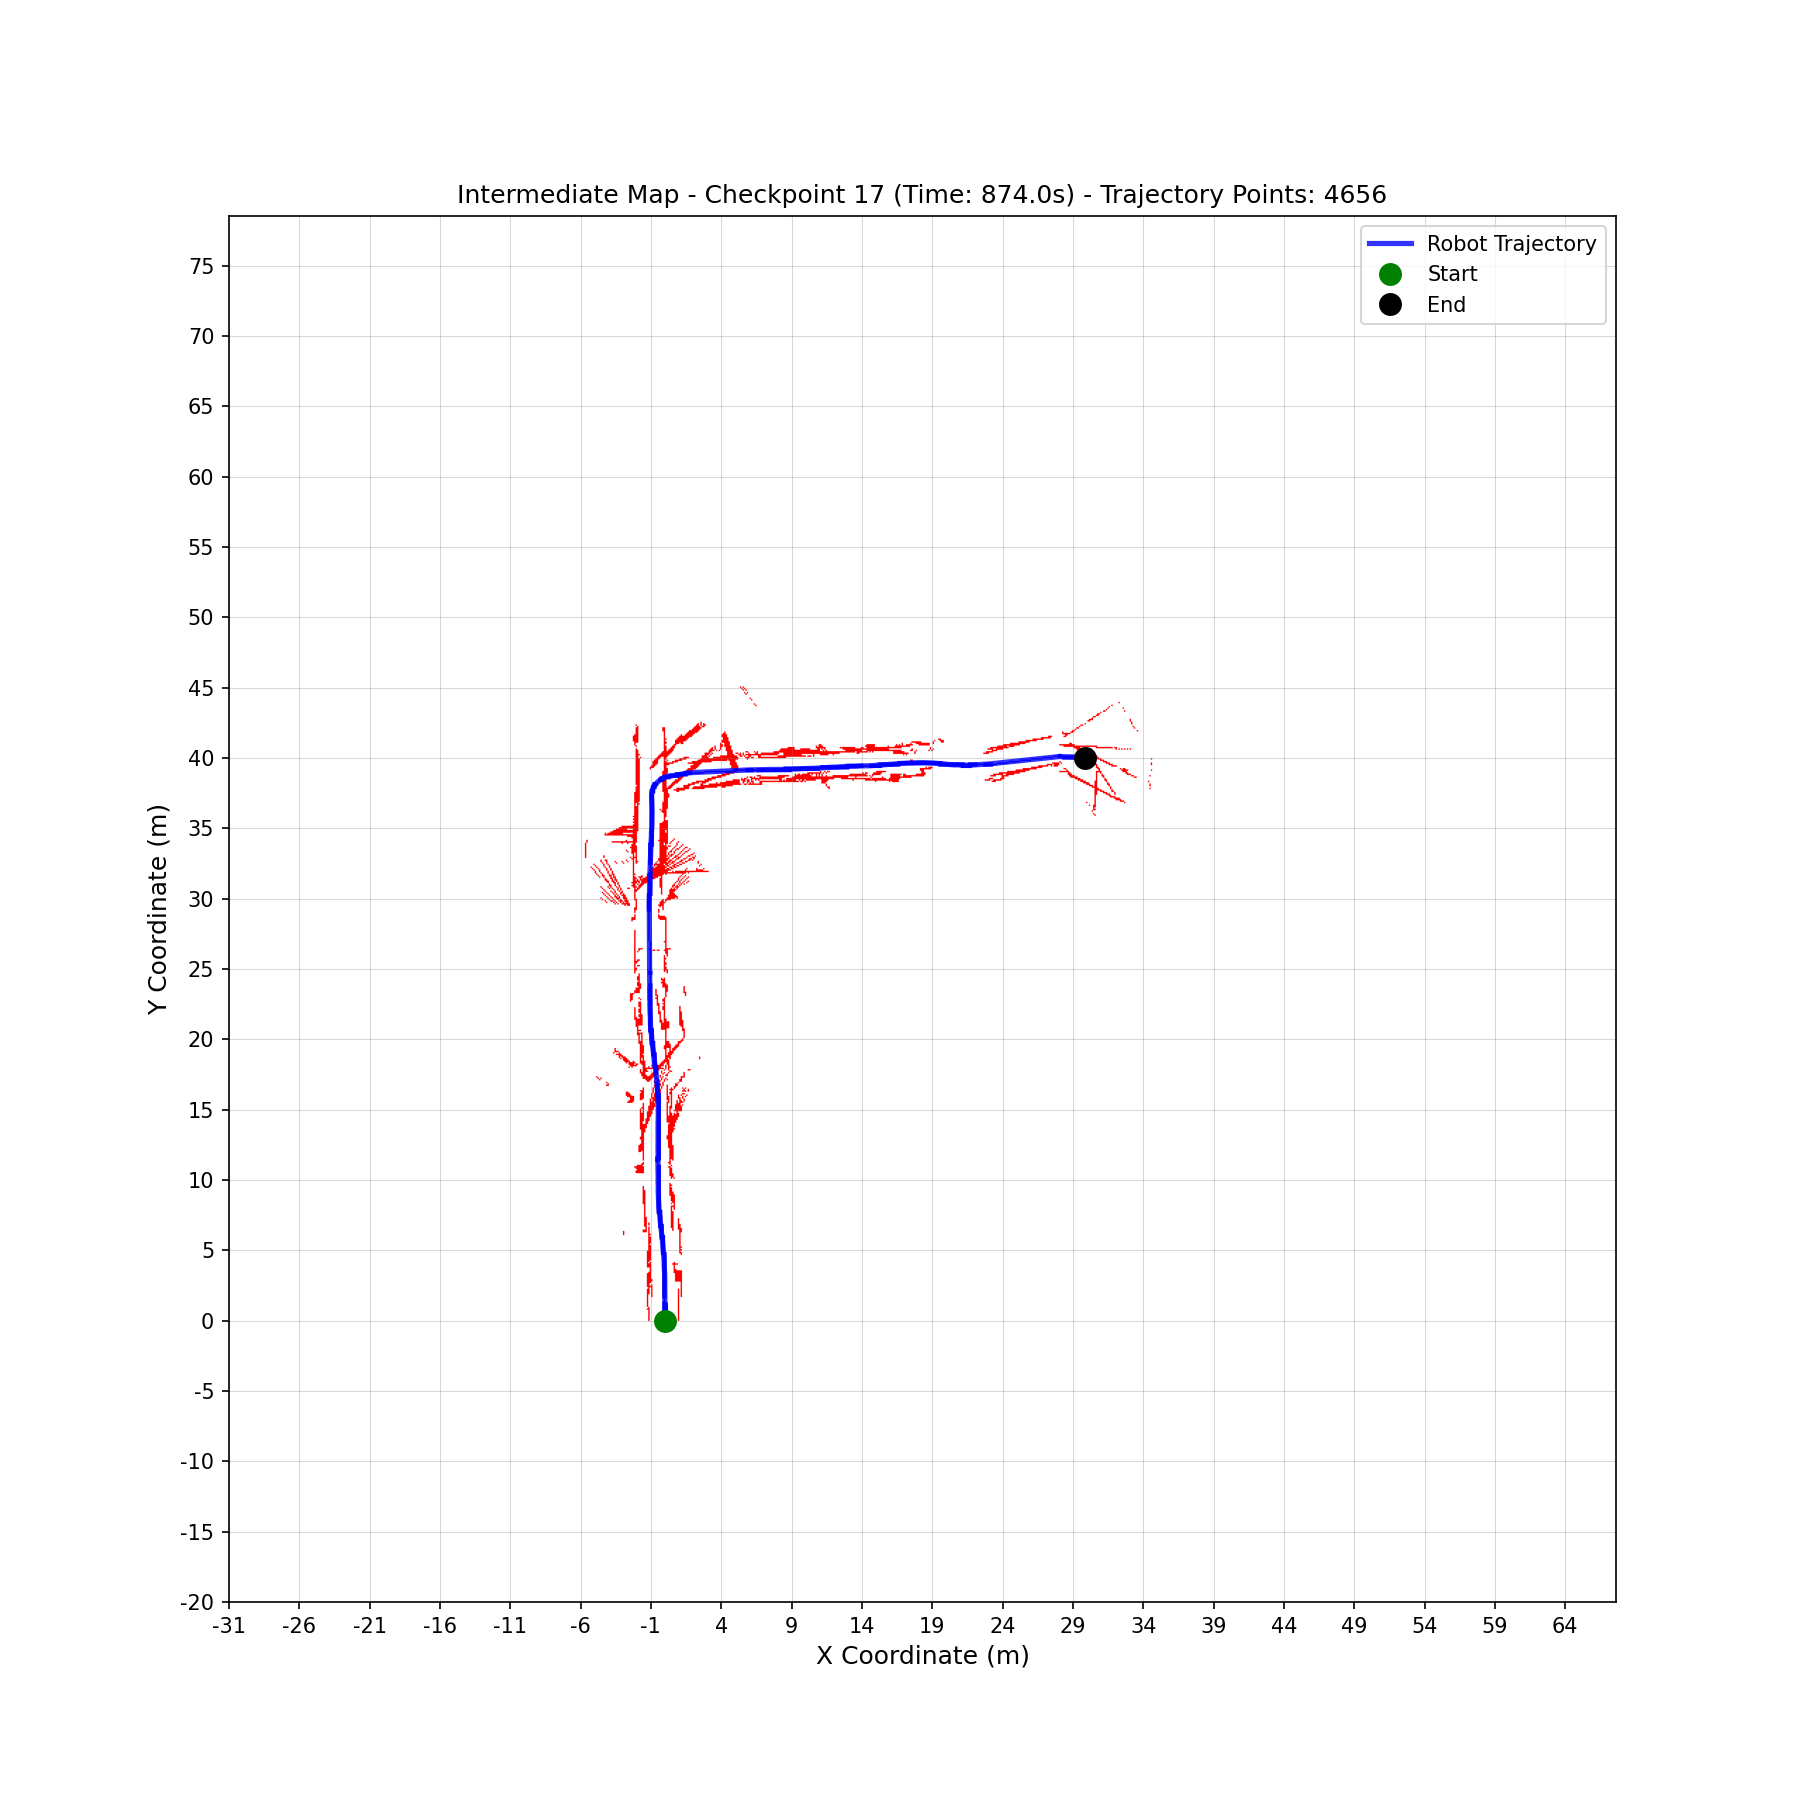 Intermediate Map - Checkpoint 17 (Time: 874.0s) - Trajectory Points: 4656
Robot Trajectory
Start
End
Y Coordinate (m)
75
70
65
60
55
50
45
40
35
30
25
20
15
10
5
0
-5
-10
-15
-20
-31 -26 -21 -16 -11 -6 -1 4 9 14 19 24 29 34 39 44 49 54 59 64
X Coordinate (m)